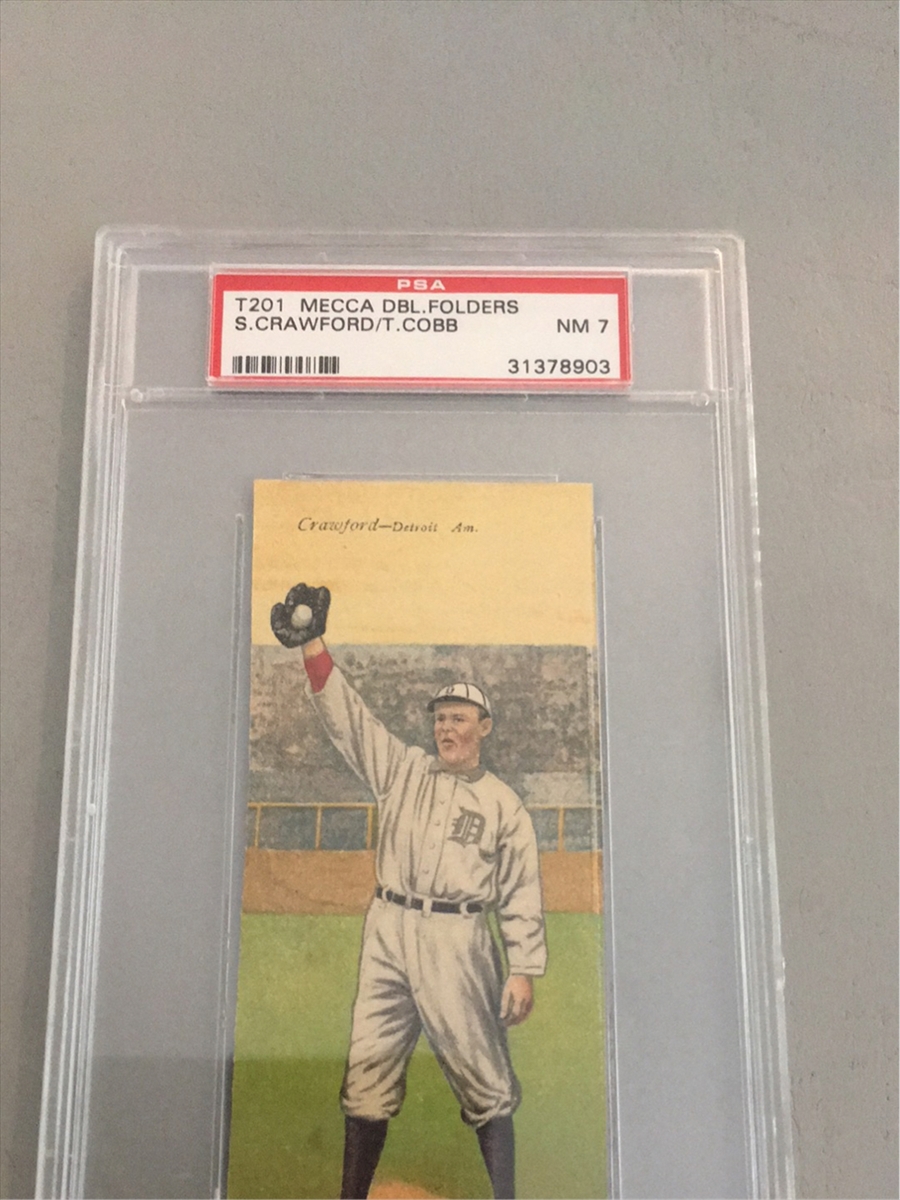 PSA
T201 MECCA DBL.FOLDERS
S.CRAWFORD/T.COBB NM 7
31378903
Crawford—Detroit Am.
D
D